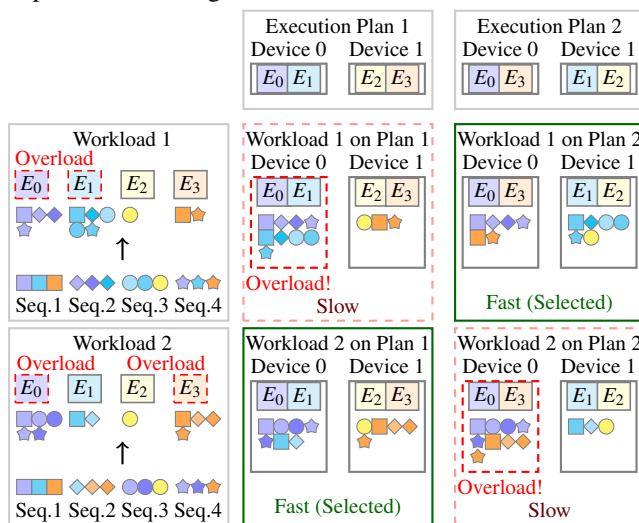 Execution Plan 1
Device 0 Device 1
E0 E1 E2 E3
Execution Plan 2
Device 0 Device 1
E0 E3 E1 E2
Workload 1
Overload
E0 E1 E2 E3
Seq.1 Seq.2 Seq.3 Seq.4
Workload 1 on Plan 1
Device 0 Device 1
E0 E1 E2 E3
Overload!
Slow
Workload 1 on Plan 2
Device 0 Device 1
E0 E3 E1 E2
Fast (Selected)
Workload 2
Overload Overload
E0 E1 E2 E3
Seq.1 Seq.2 Seq.3 Seq.4
Workload 2 on Plan 1
Device 0 Device 1
E0 E1 E2 E3
Fast (Selected)
Workload 2 on Plan 2
Device 0 Device 1
E0 E3 E1 E2
Overload!
Slow